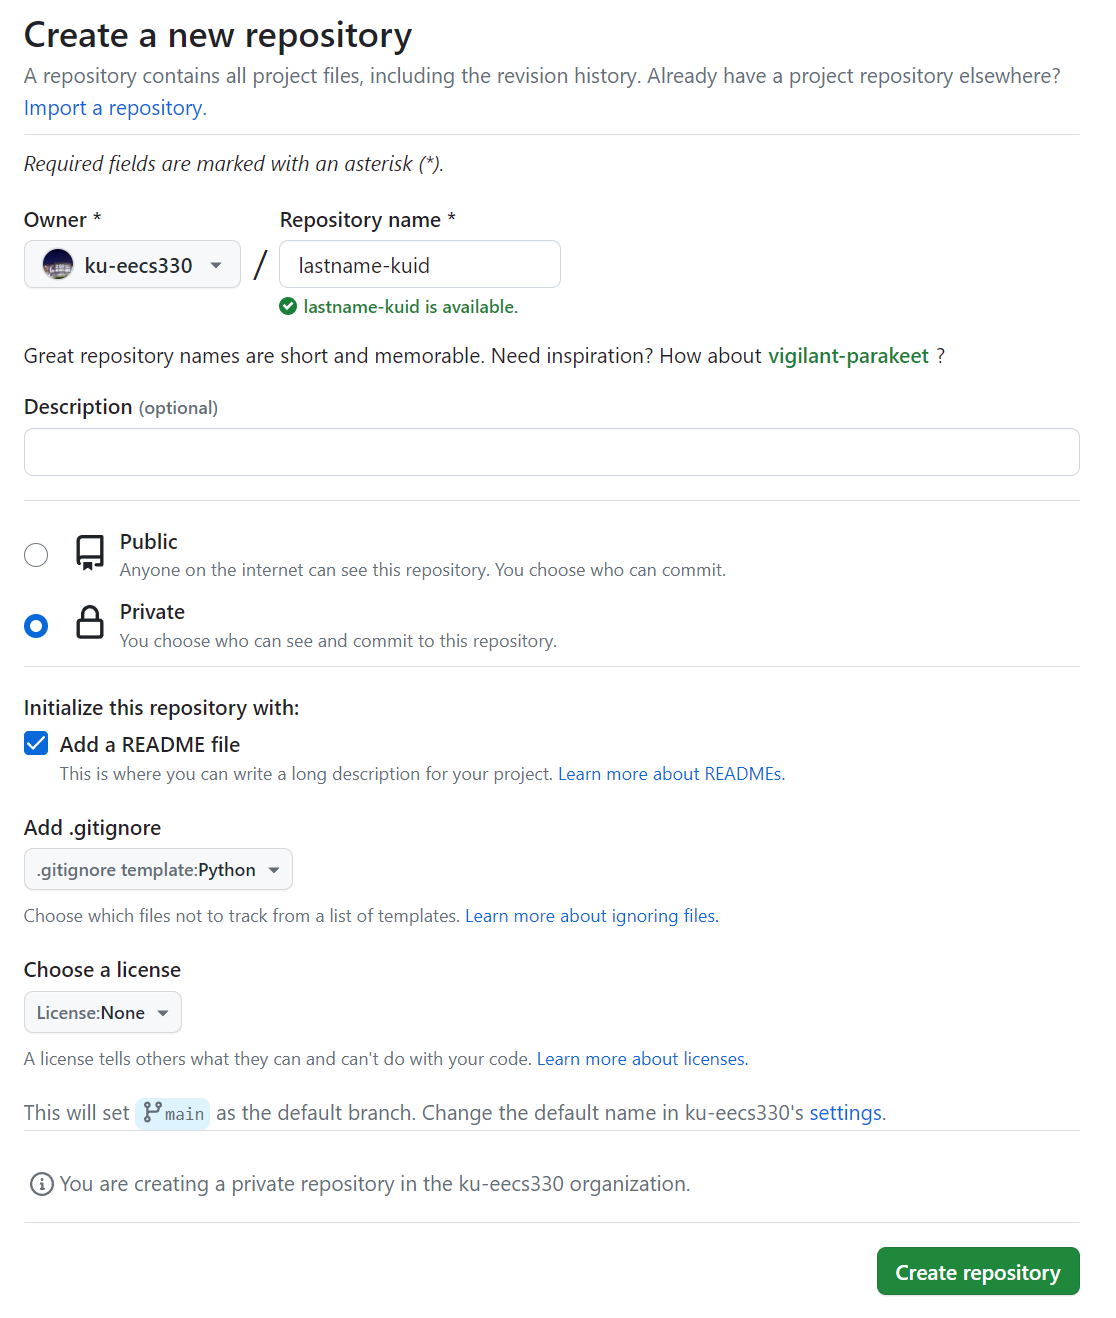 Create a new repository
A repository contains all project files, including the revision history. Already have a project repository elsewhere?
Import a repository.
Required fields are marked with an asterisk (*).
Owner * Repository name *
ku-eecs330 / lastname-kuid
lastname-kuid is available.
Great repository names are short and memorable. Need inspiration? How about vigilant-parakeet ?
Description (optional)
Public
Anyone on the internet can see this repository. You choose who can commit.
Private
You choose who can see and commit to this repository.
Initialize this repository with:
Add a README file
This is where you can write a long description for your project. Learn more about READMEs.
Add .gitignore
.gitignore template:Python
Choose which files not to track from a list of templates. Learn more about ignoring files.
Choose a license
License:None
A license tells others what they can and can't do with your code. Learn more about licenses.
This will set main as the default branch. Change the default name in ku-eecs330's settings.
You are creating a private repository in the ku-eecs330 organization.
Create repository